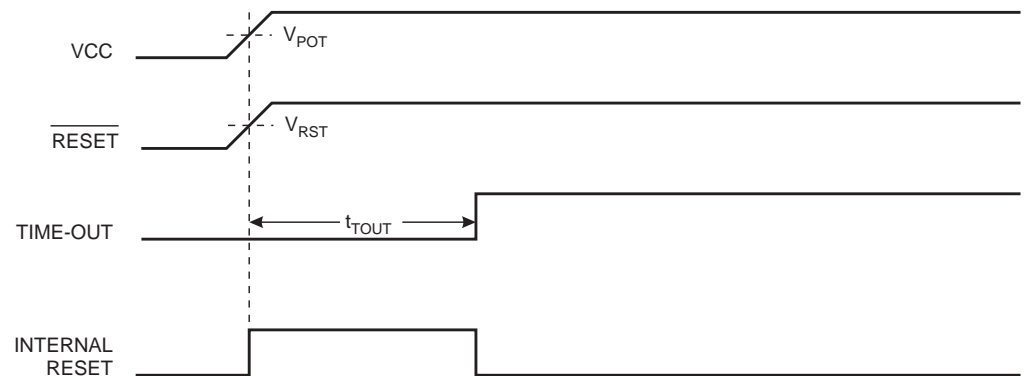 VCC
V_POT
RESET
V_RST
TIME-OUT
t_TOUT
INTERNAL
RESET